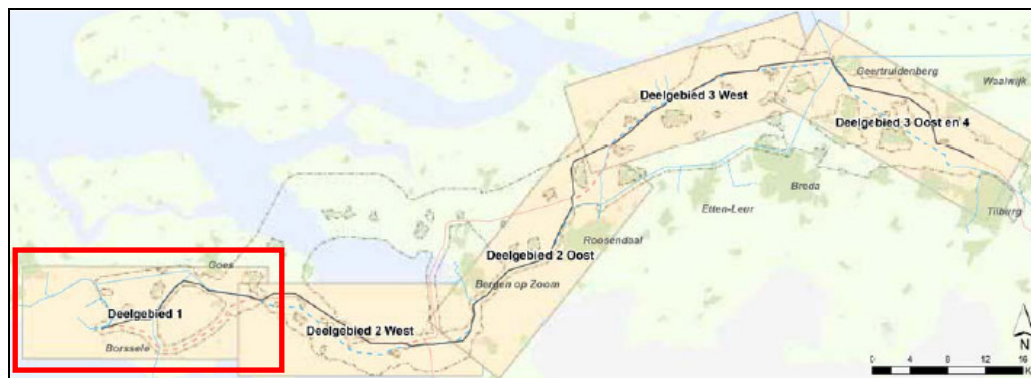 Geertruidenberg
Waalwijk
Deelgebied 3 West
Deelgebied 3 Oost en 4
Breda
Etten-Leur
Tilburg
Roosendaal
Deelgebied 2 Oost
Goes
Bergen op Zoom
Deelgebied 1
Deelgebied 2 West
Borssele
N
0 4 8 12 16